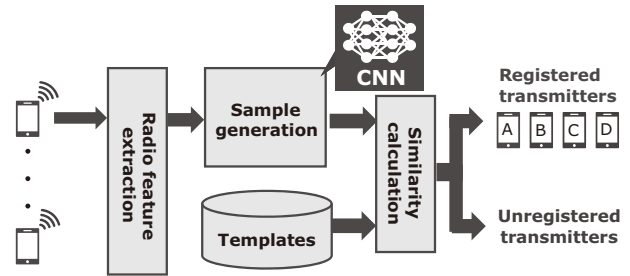 Radio feature
extraction
Sample
generation
CNN
Templates
Similarity
calculation
Registered
transmitters
A B C D
Unregistered
transmitters